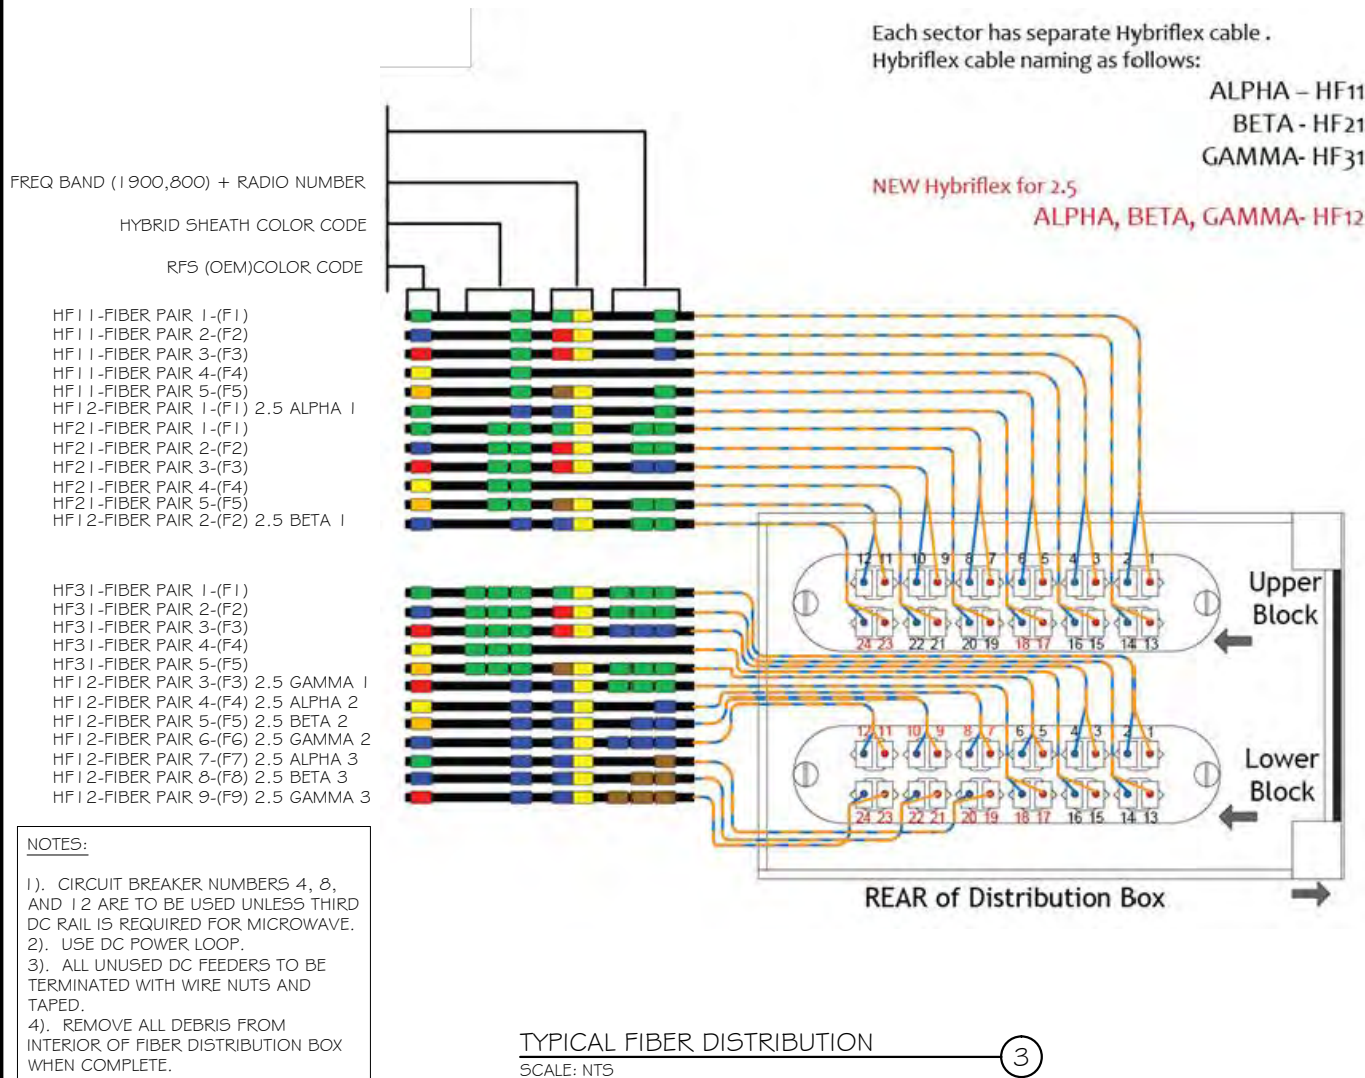 Each sector has separate Hybriflex cable .
Hybriflex cable naming as follows:
ALPHA – HF11
BETA - HF21
GAMMA- HF31
NEW Hybriflex for 2.5
ALPHA, BETA, GAMMA- HF12
FREQ BAND (1900,800) + RADIO NUMBER
HYBRID SHEATH COLOR CODE
RFS (OEM)COLOR CODE
HF11-FIBER PAIR 1-(F1)
HF11-FIBER PAIR 2-(F2)
HF11-FIBER PAIR 3-(F3)
HF11-FIBER PAIR 4-(F4)
HF11-FIBER PAIR 5-(F5)
HF12-FIBER PAIR 1-(F1) 2.5 ALPHA 1
HF21-FIBER PAIR 1-(F1)
HF21-FIBER PAIR 2-(F2)
HF21-FIBER PAIR 3-(F3)
HF21-FIBER PAIR 4-(F4)
HF21-FIBER PAIR 5-(F5)
HF12-FIBER PAIR 2-(F2) 2.5 BETA 1
HF31-FIBER PAIR 1-(F1)
HF31-FIBER PAIR 2-(F2)
HF31-FIBER PAIR 3-(F3)
HF31-FIBER PAIR 4-(F4)
HF31-FIBER PAIR 5-(F5)
HF12-FIBER PAIR 3-(F3) 2.5 GAMMA 1
HF12-FIBER PAIR 4-(F4) 2.5 ALPHA 2
HF12-FIBER PAIR 5-(F5) 2.5 BETA 2
HF12-FIBER PAIR 6-(F6) 2.5 GAMMA 2
HF12-FIBER PAIR 7-(F7) 2.5 ALPHA 3
HF12-FIBER PAIR 8-(F8) 2.5 BETA 3
HF12-FIBER PAIR 9-(F9) 2.5 GAMMA 3
12 11 10 9 8 7 6 5 4 3 2 1
24 23 22 21 20 19 18 17 16 15 14 13
Upper
Block
12 11 10 9 8 7 6 5 4 3 2 1
24 23 22 21 20 19 18 17 16 15 14 13
Lower
Block
REAR of Distribution Box
NOTES:
1). CIRCUIT BREAKER NUMBERS 4, 8,
AND 12 ARE TO BE USED UNLESS THIRD
DC RAIL IS REQUIRED FOR MICROWAVE.
2). USE DC POWER LOOP.
3). ALL UNUSED DC FEEDERS TO BE
TERMINATED WITH WIRE NUTS AND
TAPED.
4). REMOVE ALL DEBRIS FROM
INTERIOR OF FIBER DISTRIBUTION BOX
WHEN COMPLETE.
TYPICAL FIBER DISTRIBUTION
3
SCALE: NTS